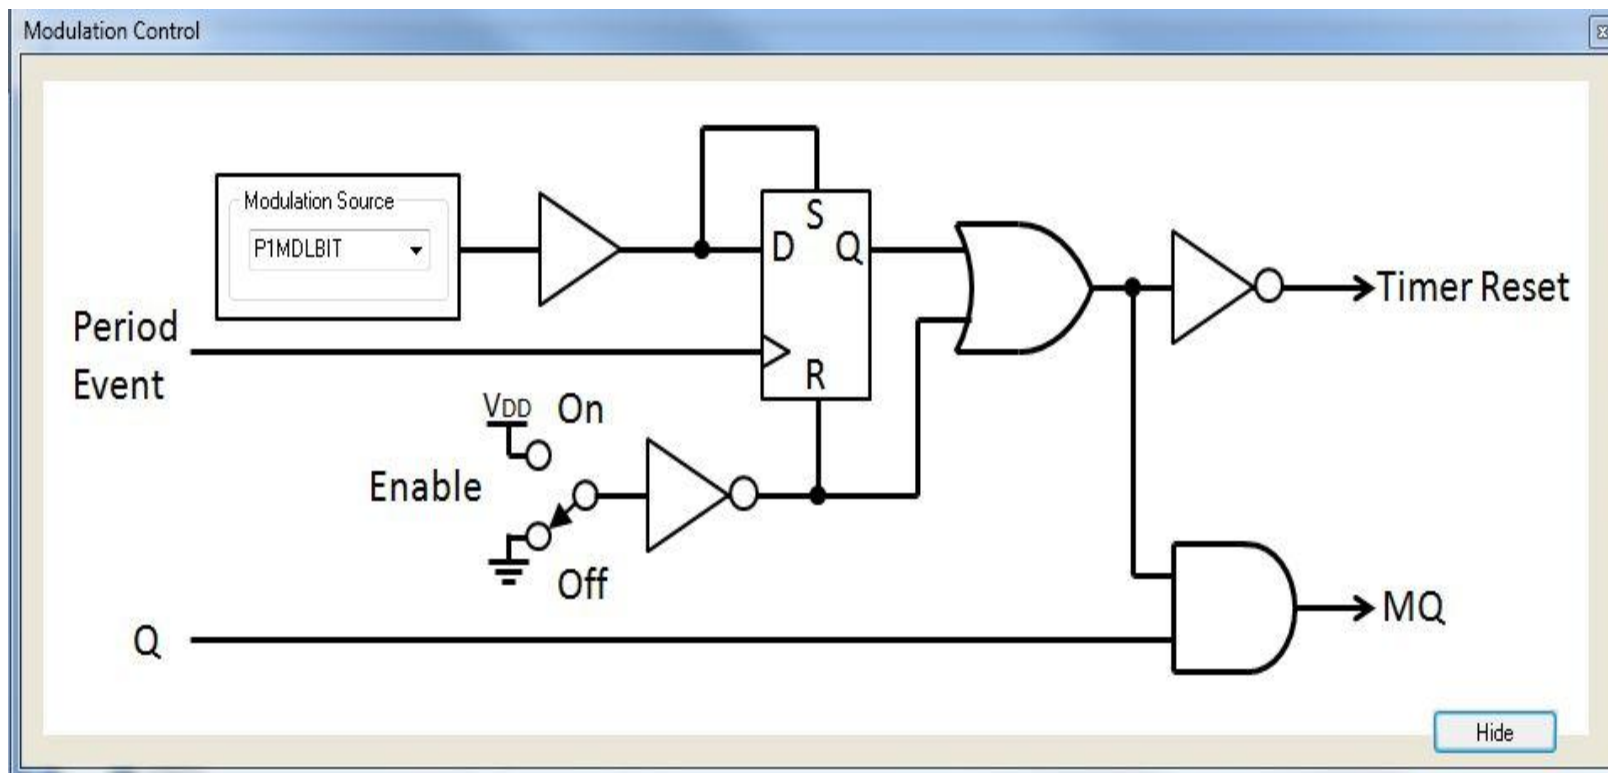 Modulation Control
Modulation Source
P1MDLBIT
S
D
Q
R
Period
Event
Timer Reset
VDD
On
Enable
Off
Q
MQ
Hide